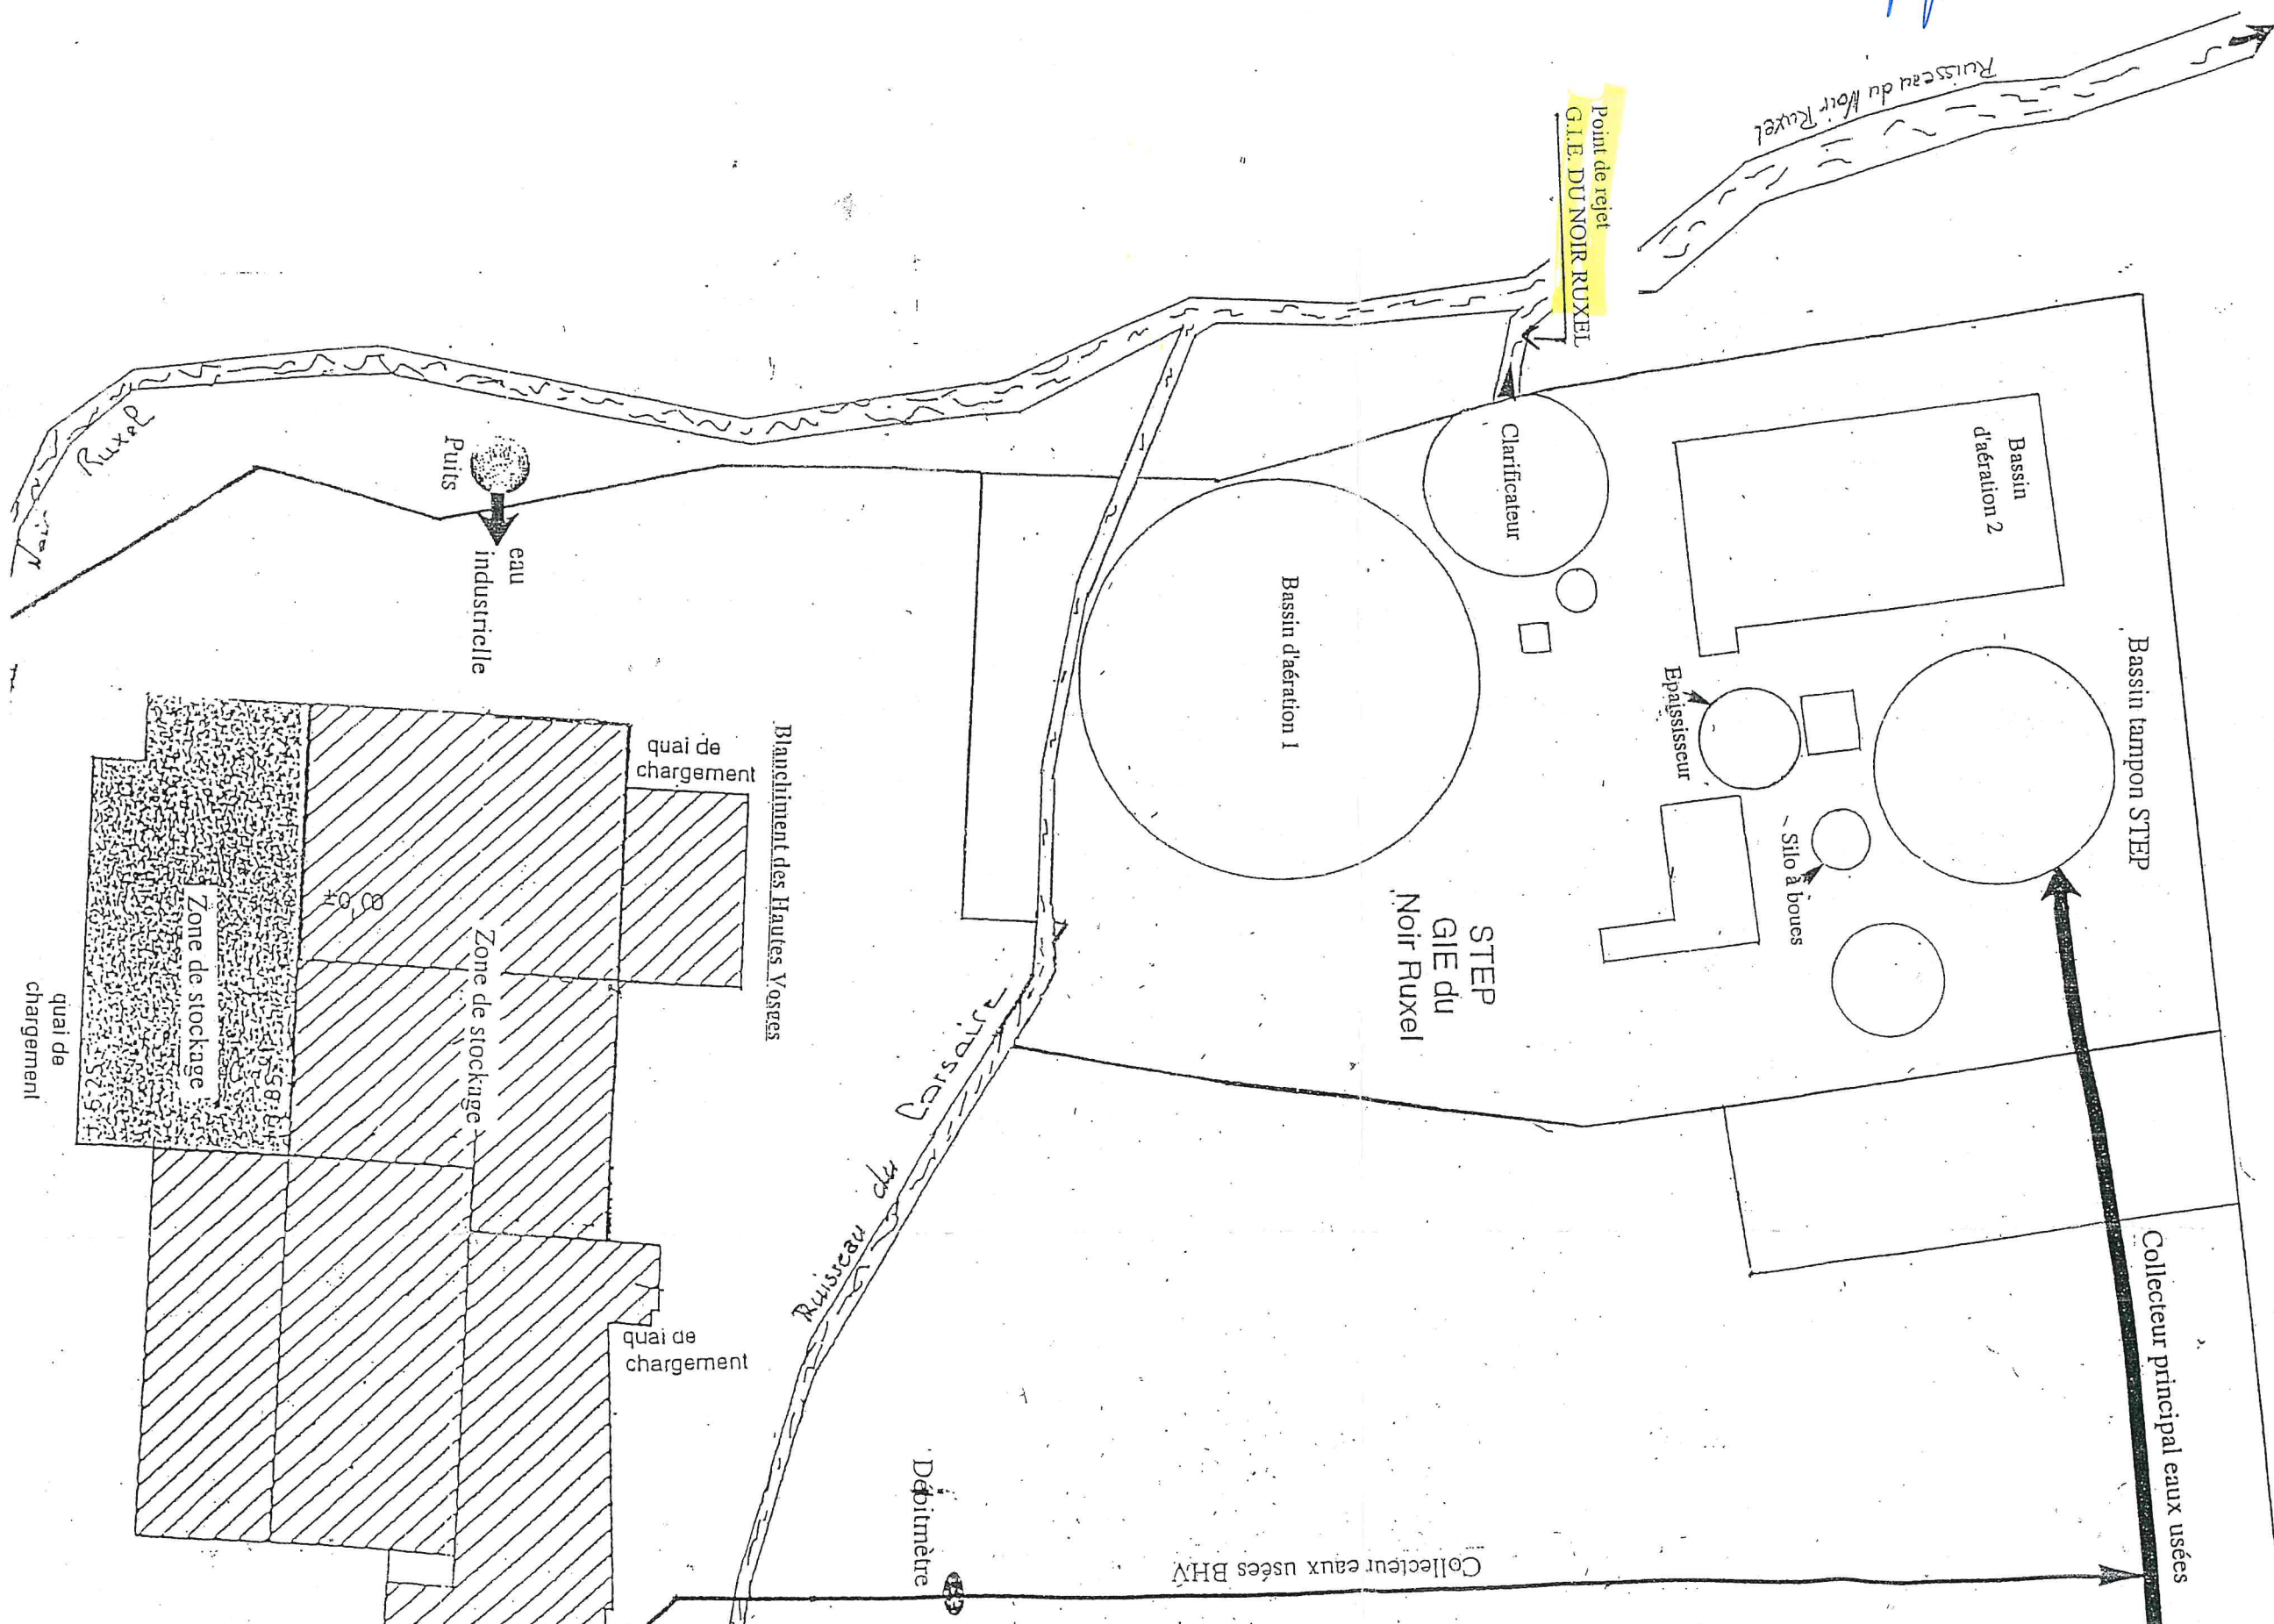 Ruisseau du Noir Ruxel
Point de rejet
G.I.E. DU NOIR RUXEL
Bassin
d'aération 2
Clarificateur
Bassin tampon STEP
Epaississeur
Silo à boues
Bassin d'aération 1
STEP
GIE du
Noir Ruxel
Ruxel
Noir
Puits
eau
industrielle
Blanchiment des Hautes Vosges
quai de
chargement
Zone de stockage
±0,00
Zone de stockage
quai de
chargement
quai de
chargement
Ruisseau du Corsaire
Débitmètre
Collecteur eaux usées BHV
Collecteur principal eaux usées